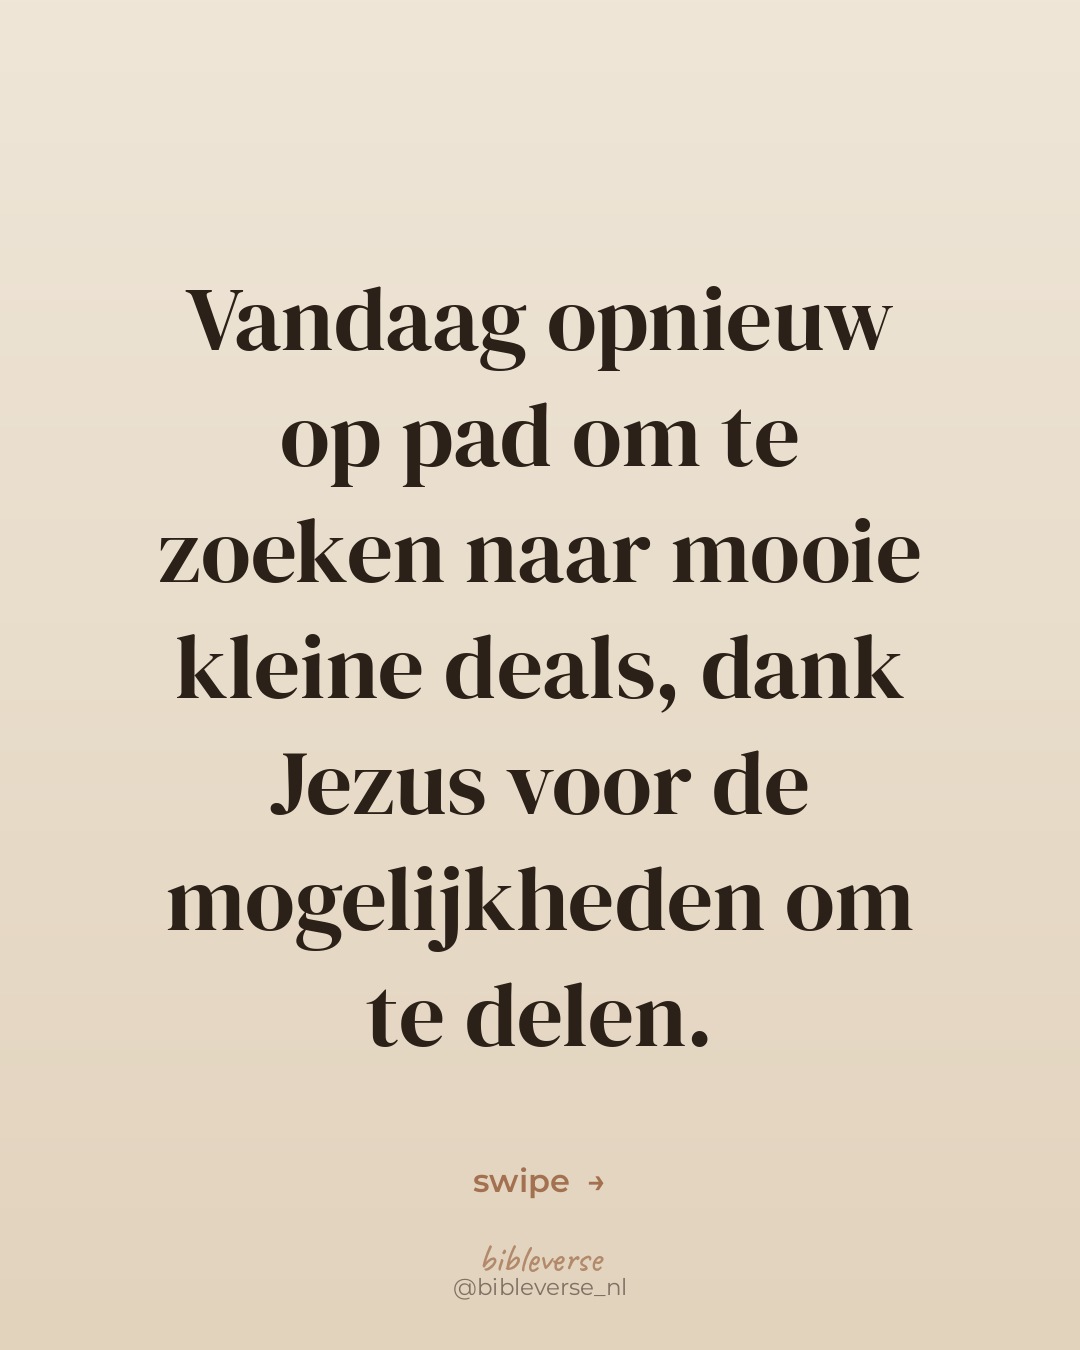 Vandaag opnieuw
op pad om te
zoeken naar mooie
kleine deals, dank
Jezus voor de
mogelijkheden om
te delen.
swipe →
bibleverse
@bibleverse_nl